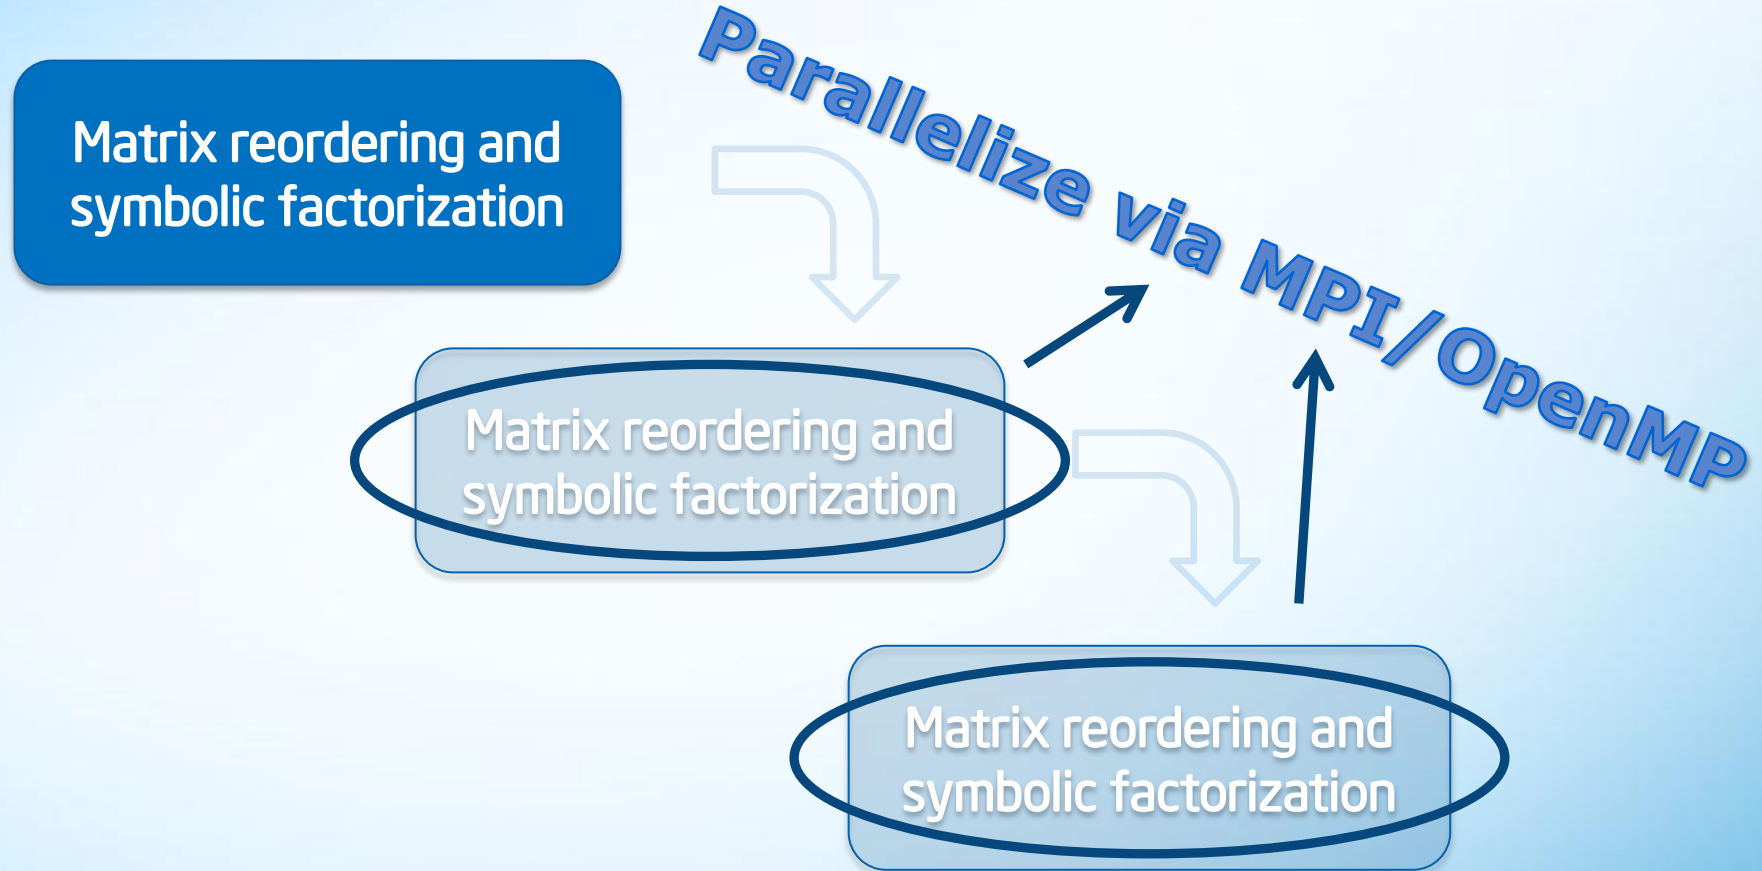 Parallelize via MPI/OpenMP
Matrix reordering and
symbolic factorization
Matrix reordering and
symbolic factorization
Matrix reordering and
symbolic factorization